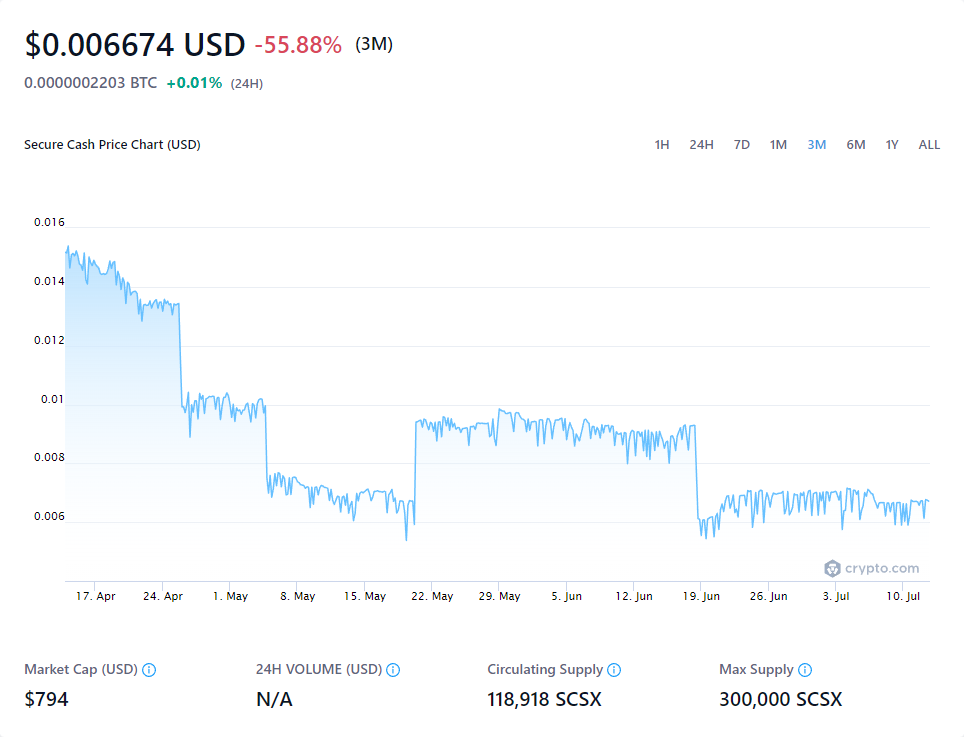 $0.006674 USD -55.88% (3M)
0.0000002203 BTC +0.01% (24H)
Secure Cash Price Chart (USD) 1H 24H 7D 1M 3M 6M 1Y ALL
0.016
0.014
0.012
0.01
0.008
0.006
crypto.com
17. Apr 24. Apr 1. May 8. May 15. May 22. May 29. May 5. Jun 12. Jun 19. Jun 26. Jun 3. Jul 10. Jul
Market Cap (USD) 24H VOLUME (USD) Circulating Supply Max Supply
$794 N/A 118,918 SCSX 300,000 SCSX